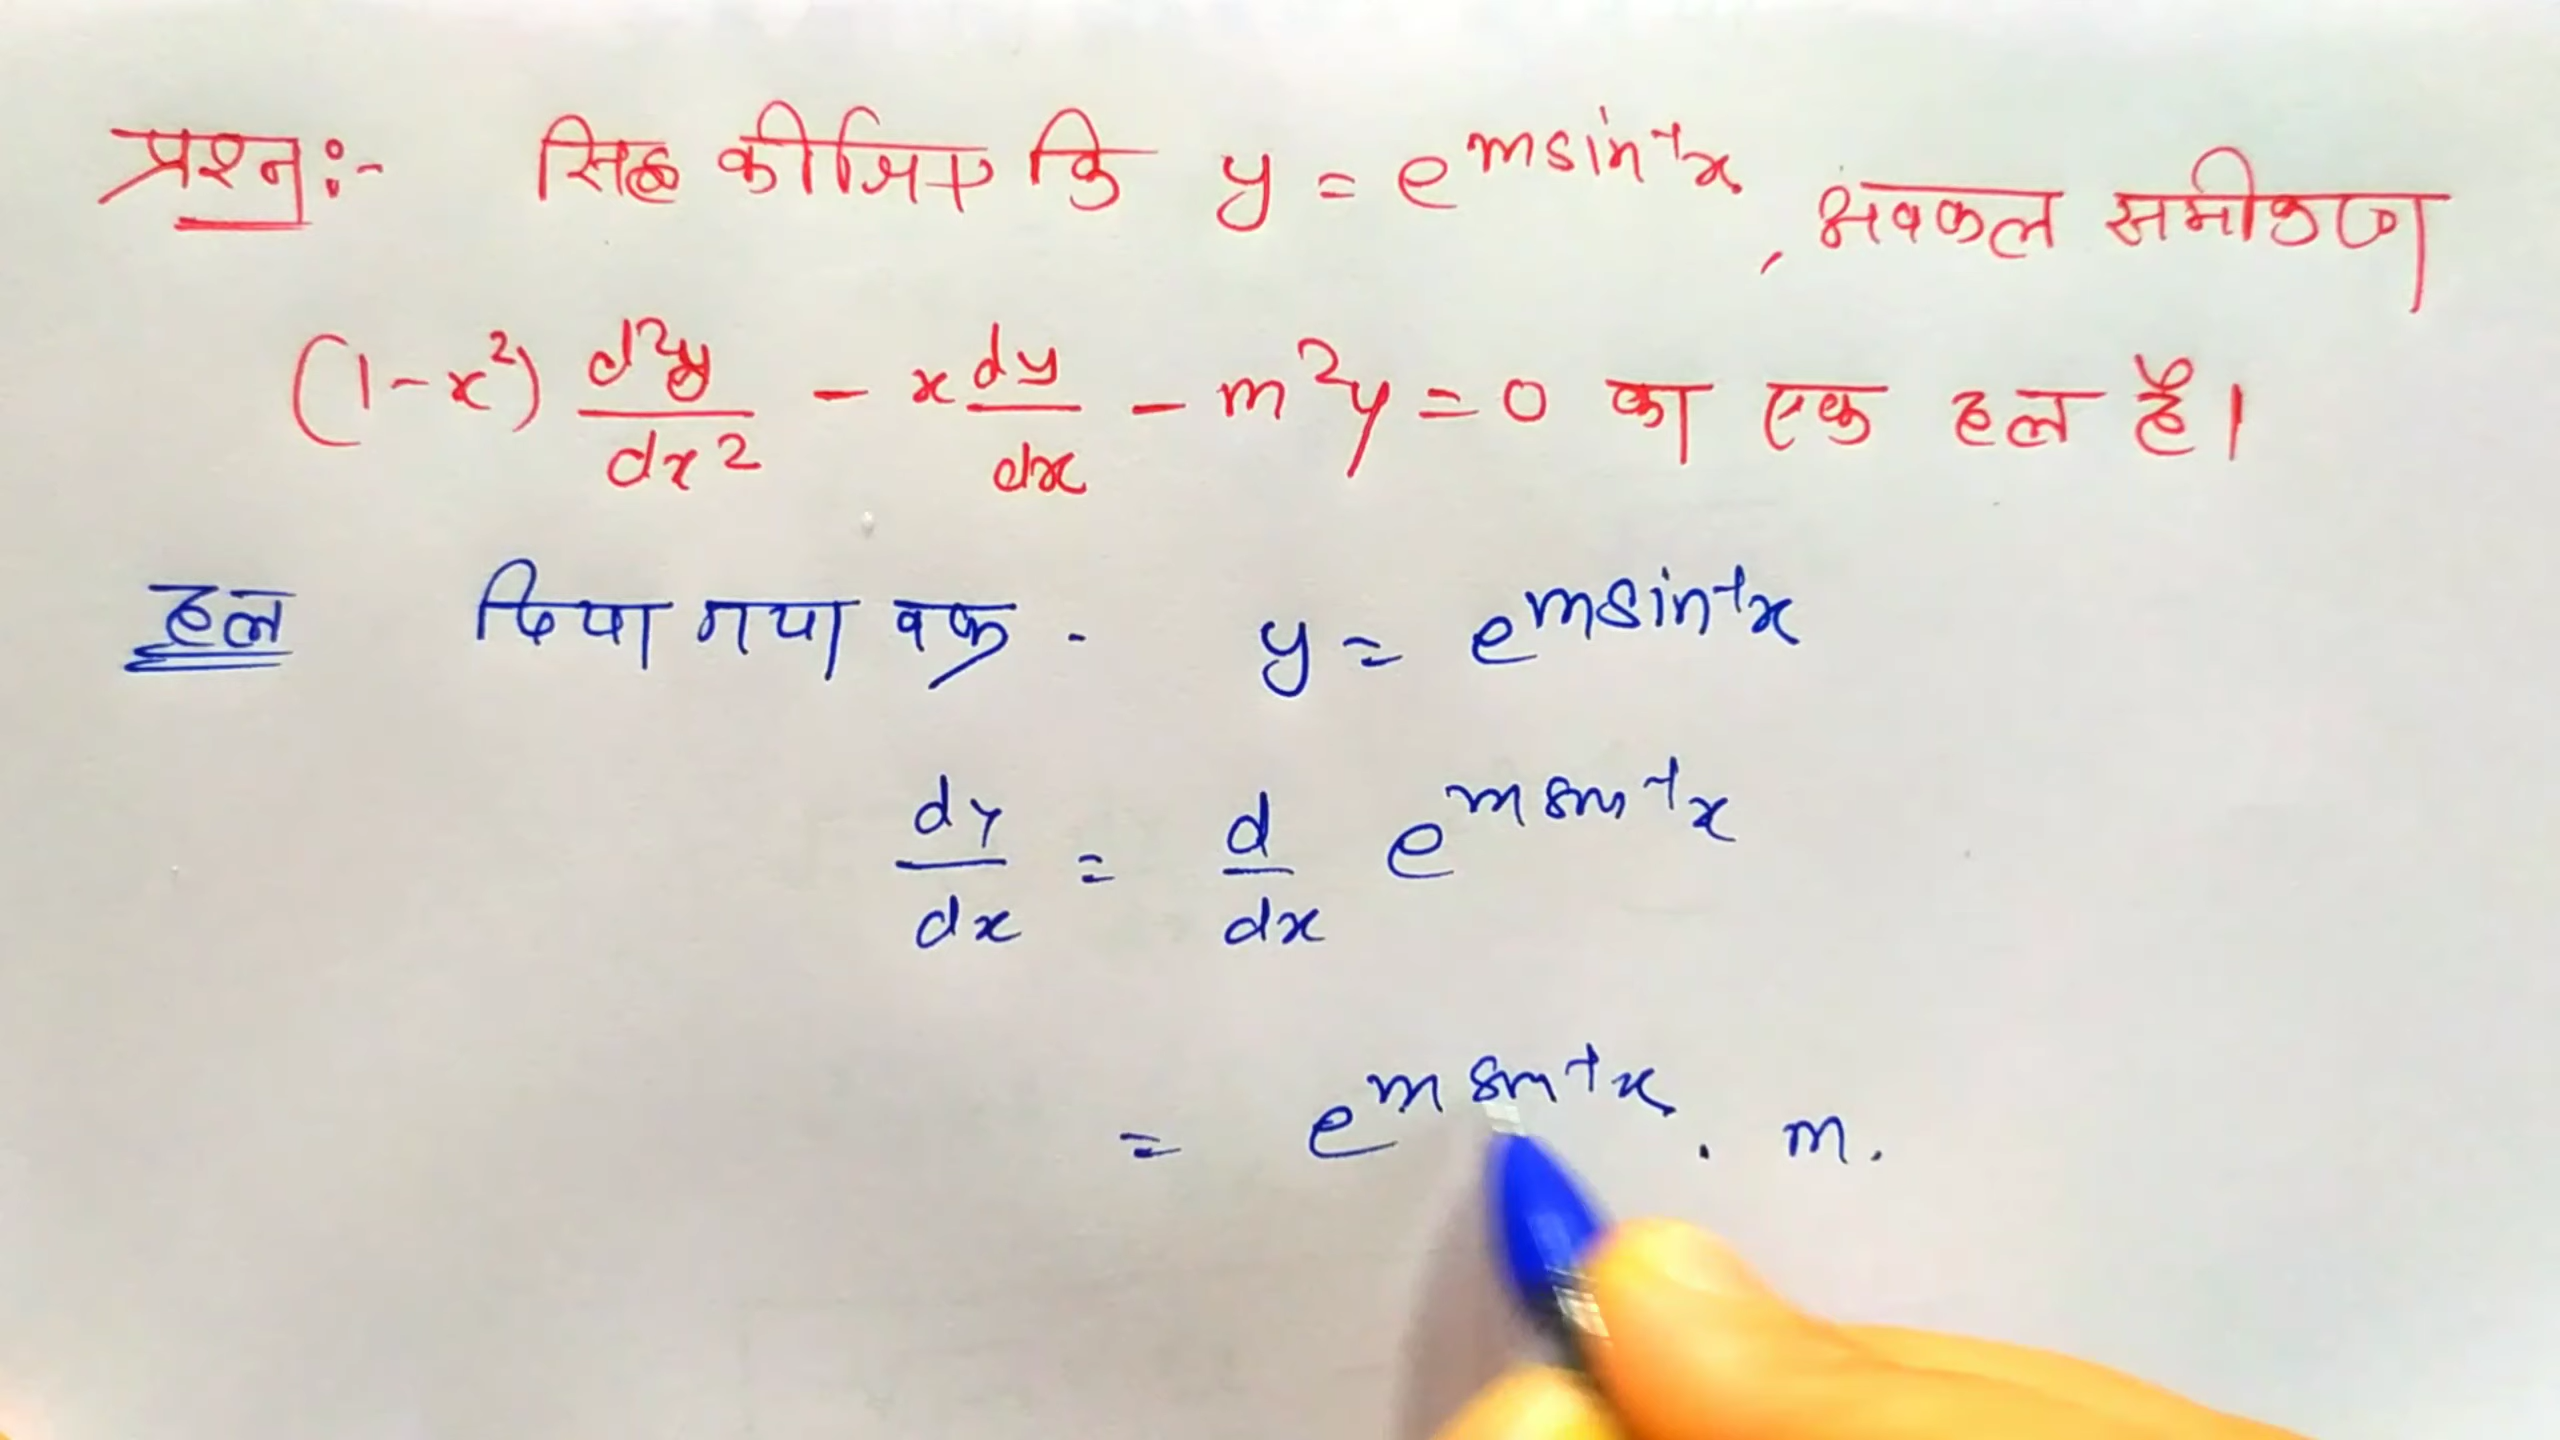 प्रश्न:- सिद्ध कीजिए कि y = e^{m sin⁻¹x}, अवकल समीकरण
(1-x²) d²y/dx² - x dy/dx - m²y = 0 का एक हल है।
हल दिया गया वक्र - y = e^{m sin⁻¹x}
dy/dx = d/dx e^{m sin⁻¹x}
= e^{m sin⁻¹x} . m .